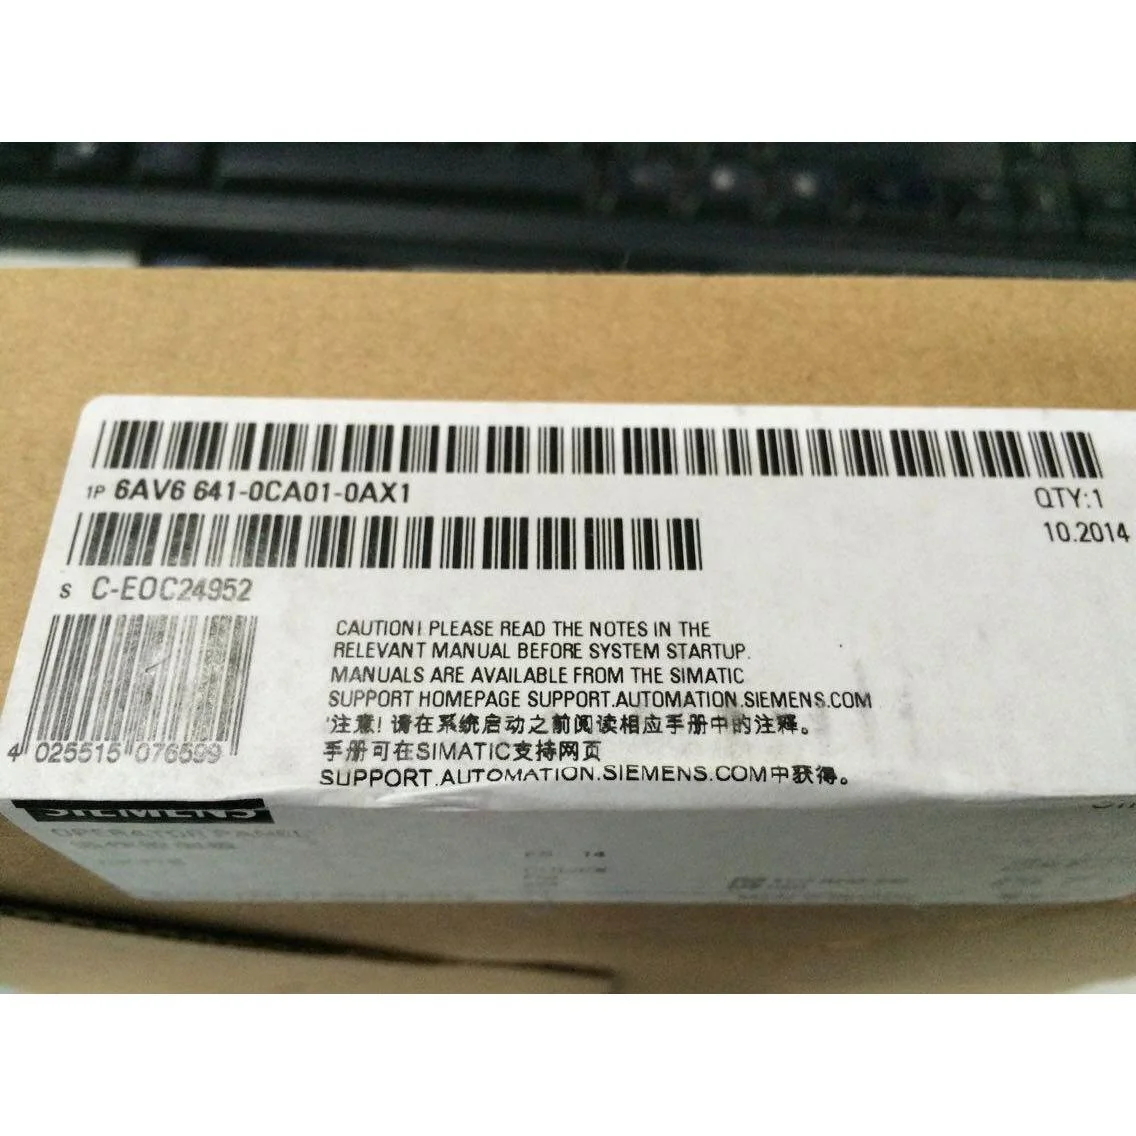 1P 6AV6 641-0CA01-0AX1
QTY:1
10.2014
S C-EOC24952
CAUTION! PLEASE READ THE NOTES IN THE
RELEVANT MANUAL BEFORE SYSTEM STARTUP.
MANUALS ARE AVAILABLE FROM THE SIMATIC
SUPPORT HOMEPAGE SUPPORT.AUTOMATION.SIEMENS.COM
注意! 请在系统启动之前阅读相应手册中的注释。
手册可在SIMATIC支持网页
SUPPORT.AUTOMATION.SIEMENS.COM中获得。
4 025515 076599
SIEMENS
OPERATOR PANEL